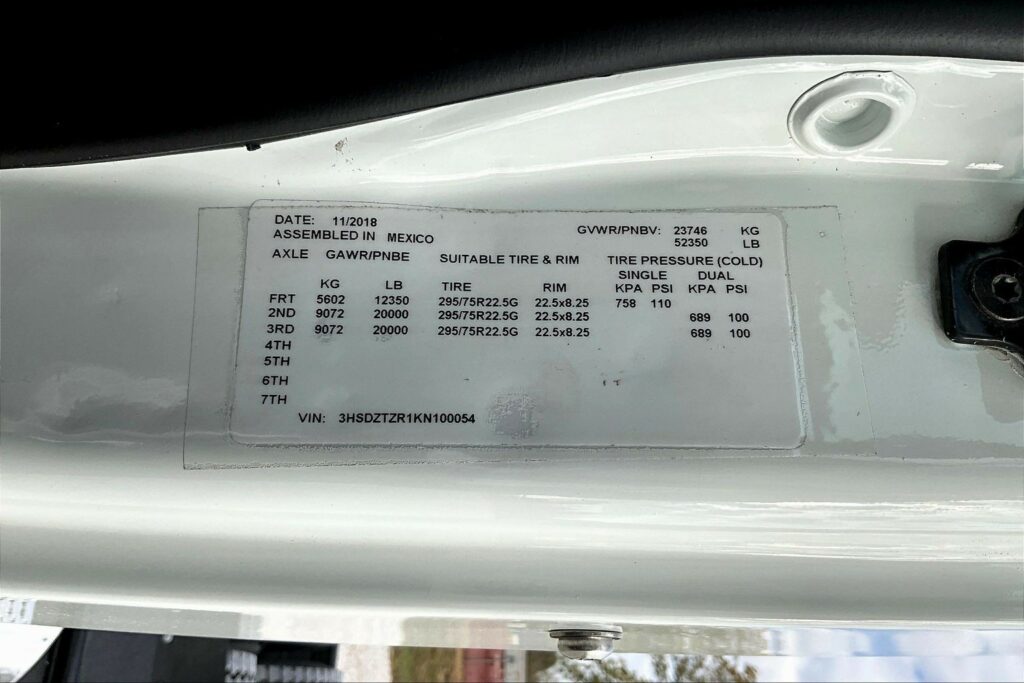 DATE: 11/2018 GVWR/PNBV: 23746 KG
ASSEMBLED IN MEXICO 52350 LB
AXLE GAWR/PNBE SUITABLE TIRE & RIM TIRE PRESSURE (COLD)
SINGLE DUAL
KG LB TIRE RIM KPA PSI KPA PSI
FRT 5602 12350 295/75R22.5G 22.5x8.25 758 110
2ND 9072 20000 295/75R22.5G 22.5x8.25 689 100
3RD 9072 20000 295/75R22.5G 22.5x8.25 689 100
4TH
5TH
6TH
7TH
VIN: 3HSDZTZR1KN100054